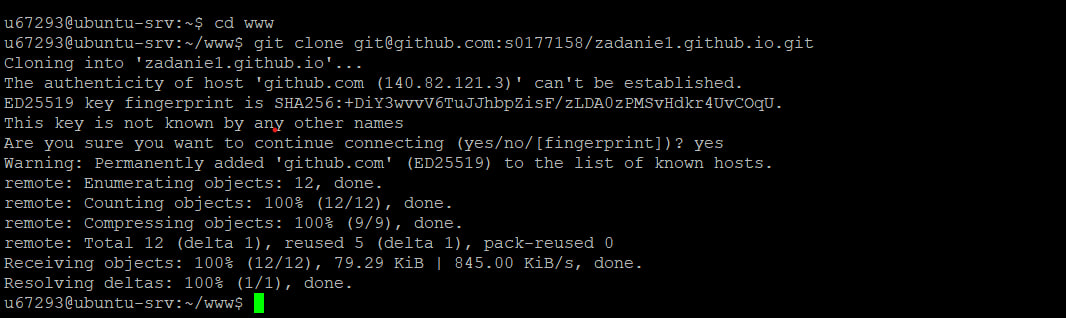 u67293@ubuntu-srv:~$ cd www
u67293@ubuntu-srv:~/www$ git clone git@github.com:s0177158/zadanie1.github.io.git
Cloning into 'zadanie1.github.io'...
The authenticity of host 'github.com (140.82.121.3)' can't be established.
ED25519 key fingerprint is SHA256:+DiY3wvvV6TuJJhbpZisF/zLDA0zPMSvHdkr4UvCOqU.
This key is not known by any other names
Are you sure you want to continue connecting (yes/no/[fingerprint])? yes
Warning: Permanently added 'github.com' (ED25519) to the list of known hosts.
remote: Enumerating objects: 12, done.
remote: Counting objects: 100% (12/12), done.
remote: Compressing objects: 100% (9/9), done.
remote: Total 12 (delta 1), reused 5 (delta 1), pack-reused 0
Receiving objects: 100% (12/12), 79.29 KiB | 845.00 KiB/s, done.
Resolving deltas: 100% (1/1), done.
u67293@ubuntu-srv:~/www$